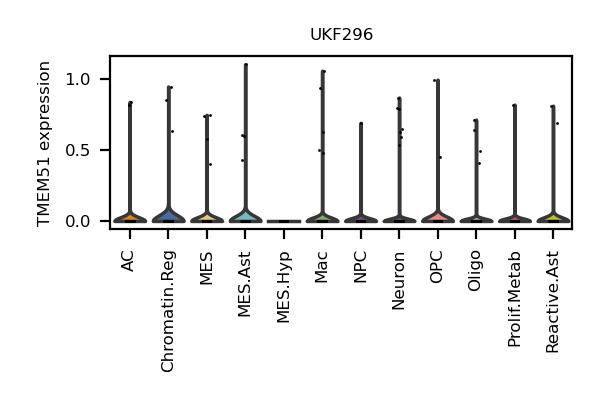 UKF296
TMEM51 expression
1.0
0.5
0.0
AC
Chromatin.Reg
MES
MES.Ast
MES.Hyp
Mac
NPC
Neuron
OPC
Oligo
Prolif.Metab
Reactive.Ast